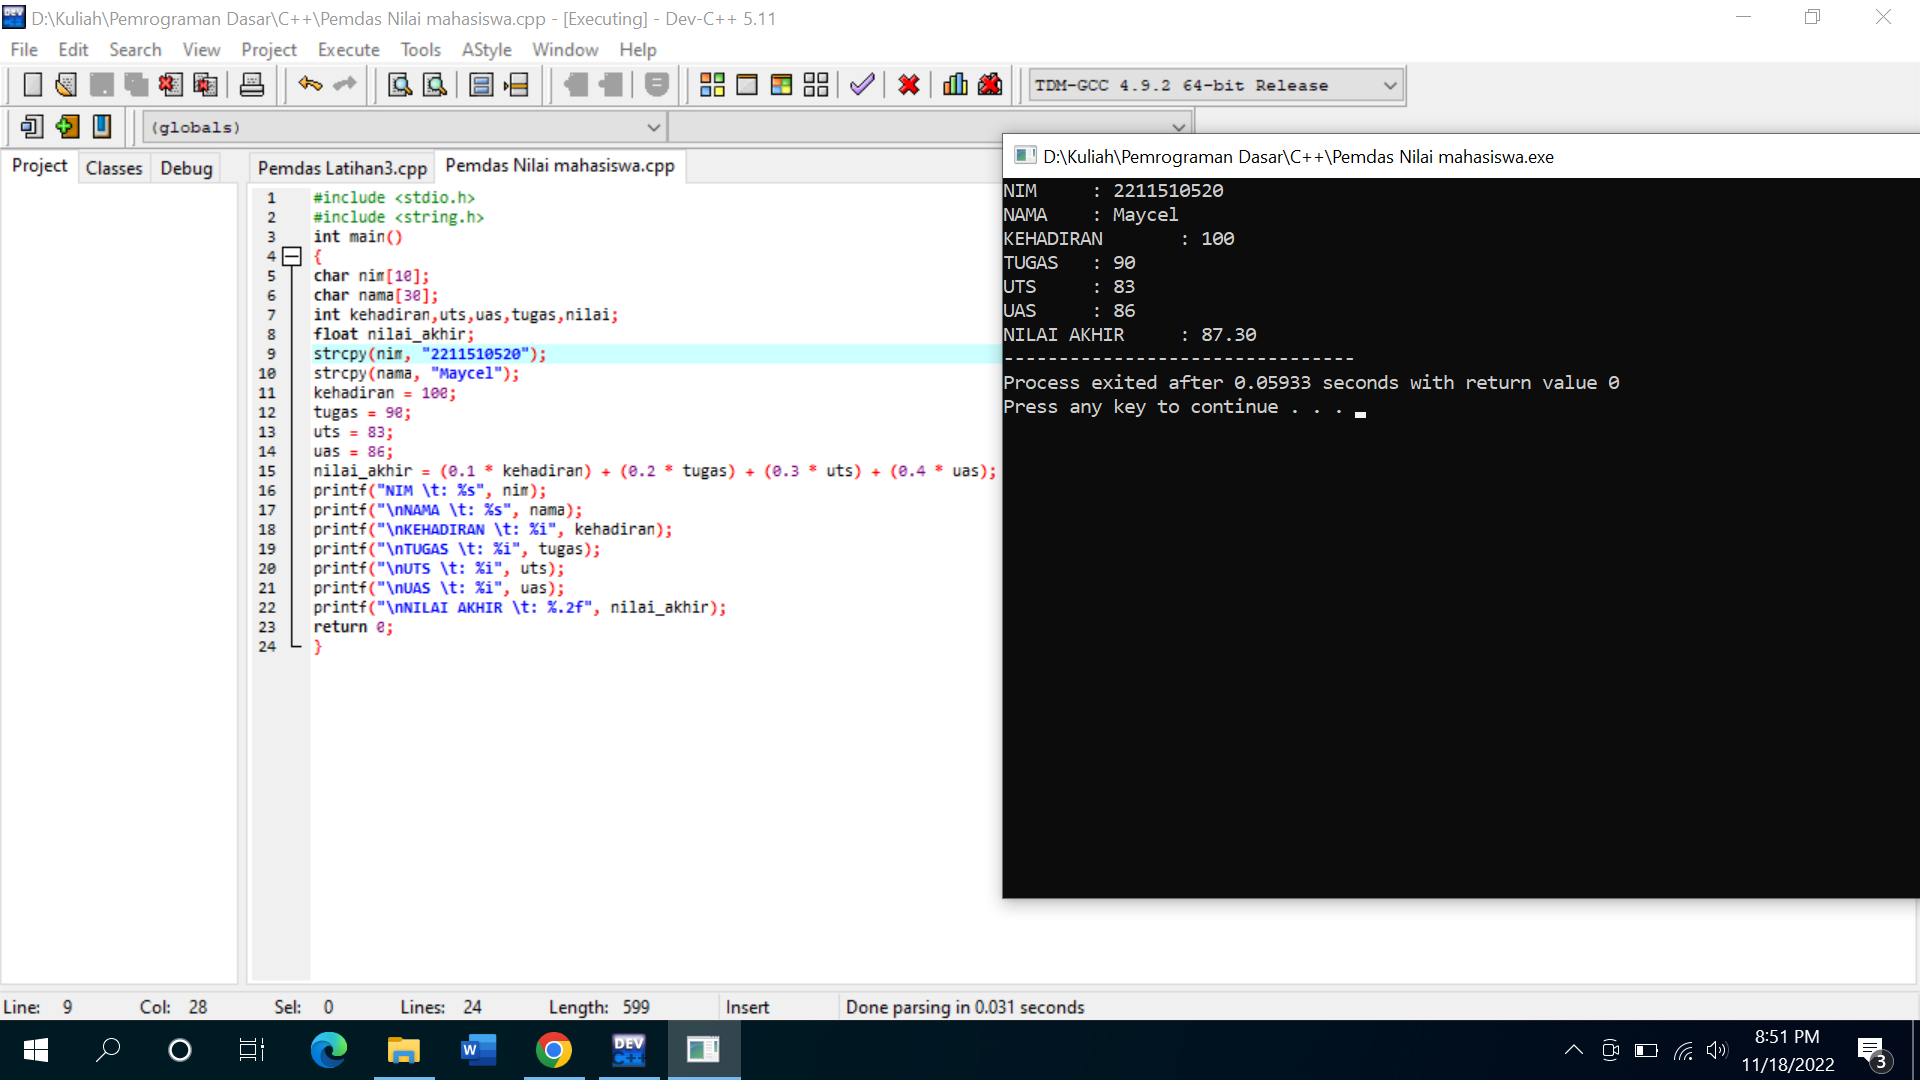 D:\Kuliah\Pemrograman Dasar\C++\Pemdas Nilai mahasiswa.cpp - [Executing] - Dev-C++ 5.11
File Edit Search View Project Execute Tools AStyle Window Help
TDM-GCC 4.9.2 64-bit Release
(globals)
Project Classes Debug
Pemdas Latihan3.cpp Pemdas Nilai mahasiswa.cpp
1 #include <stdio.h>
2 #include <string.h>
3 int main()
4 {
5 char nim[10];
6 char nama[30];
7 int kehadiran,uts,uas,tugas,nilai;
8 float nilai_akhir;
9 strcpy(nim, "2211510520");
10 strcpy(nama, "Maycel");
11 kehadiran = 100;
12 tugas = 90;
13 uts = 83;
14 uas = 86;
15 nilai_akhir = (0.1 * kehadiran) + (0.2 * tugas) + (0.3 * uts) + (0.4 * uas);
16 printf("NIM \t: %s", nim);
17 printf("\nNAMA \t: %s", nama);
18 printf("\nKEHADIRAN \t: %i", kehadiran);
19 printf("\nTUGAS \t: %i", tugas);
20 printf("\nUTS \t: %i", uts);
21 printf("\nUAS \t: %i", uas);
22 printf("\nNILAI AKHIR \t: %.2f", nilai_akhir);
23 return 0;
24 }
D:\Kuliah\Pemrograman Dasar\C++\Pemdas Nilai mahasiswa.exe
NIM : 2211510520
NAMA : Maycel
KEHADIRAN : 100
TUGAS : 90
UTS : 83
UAS : 86
NILAI AKHIR : 87.30
--------------------------------
Process exited after 0.05933 seconds with return value 0
Press any key to continue . . .
Line: 9 Col: 28 Sel: 0 Lines: 24 Length: 599 Insert Done parsing in 0.031 seconds
DEV C++
8:51 PM
11/18/2022
3